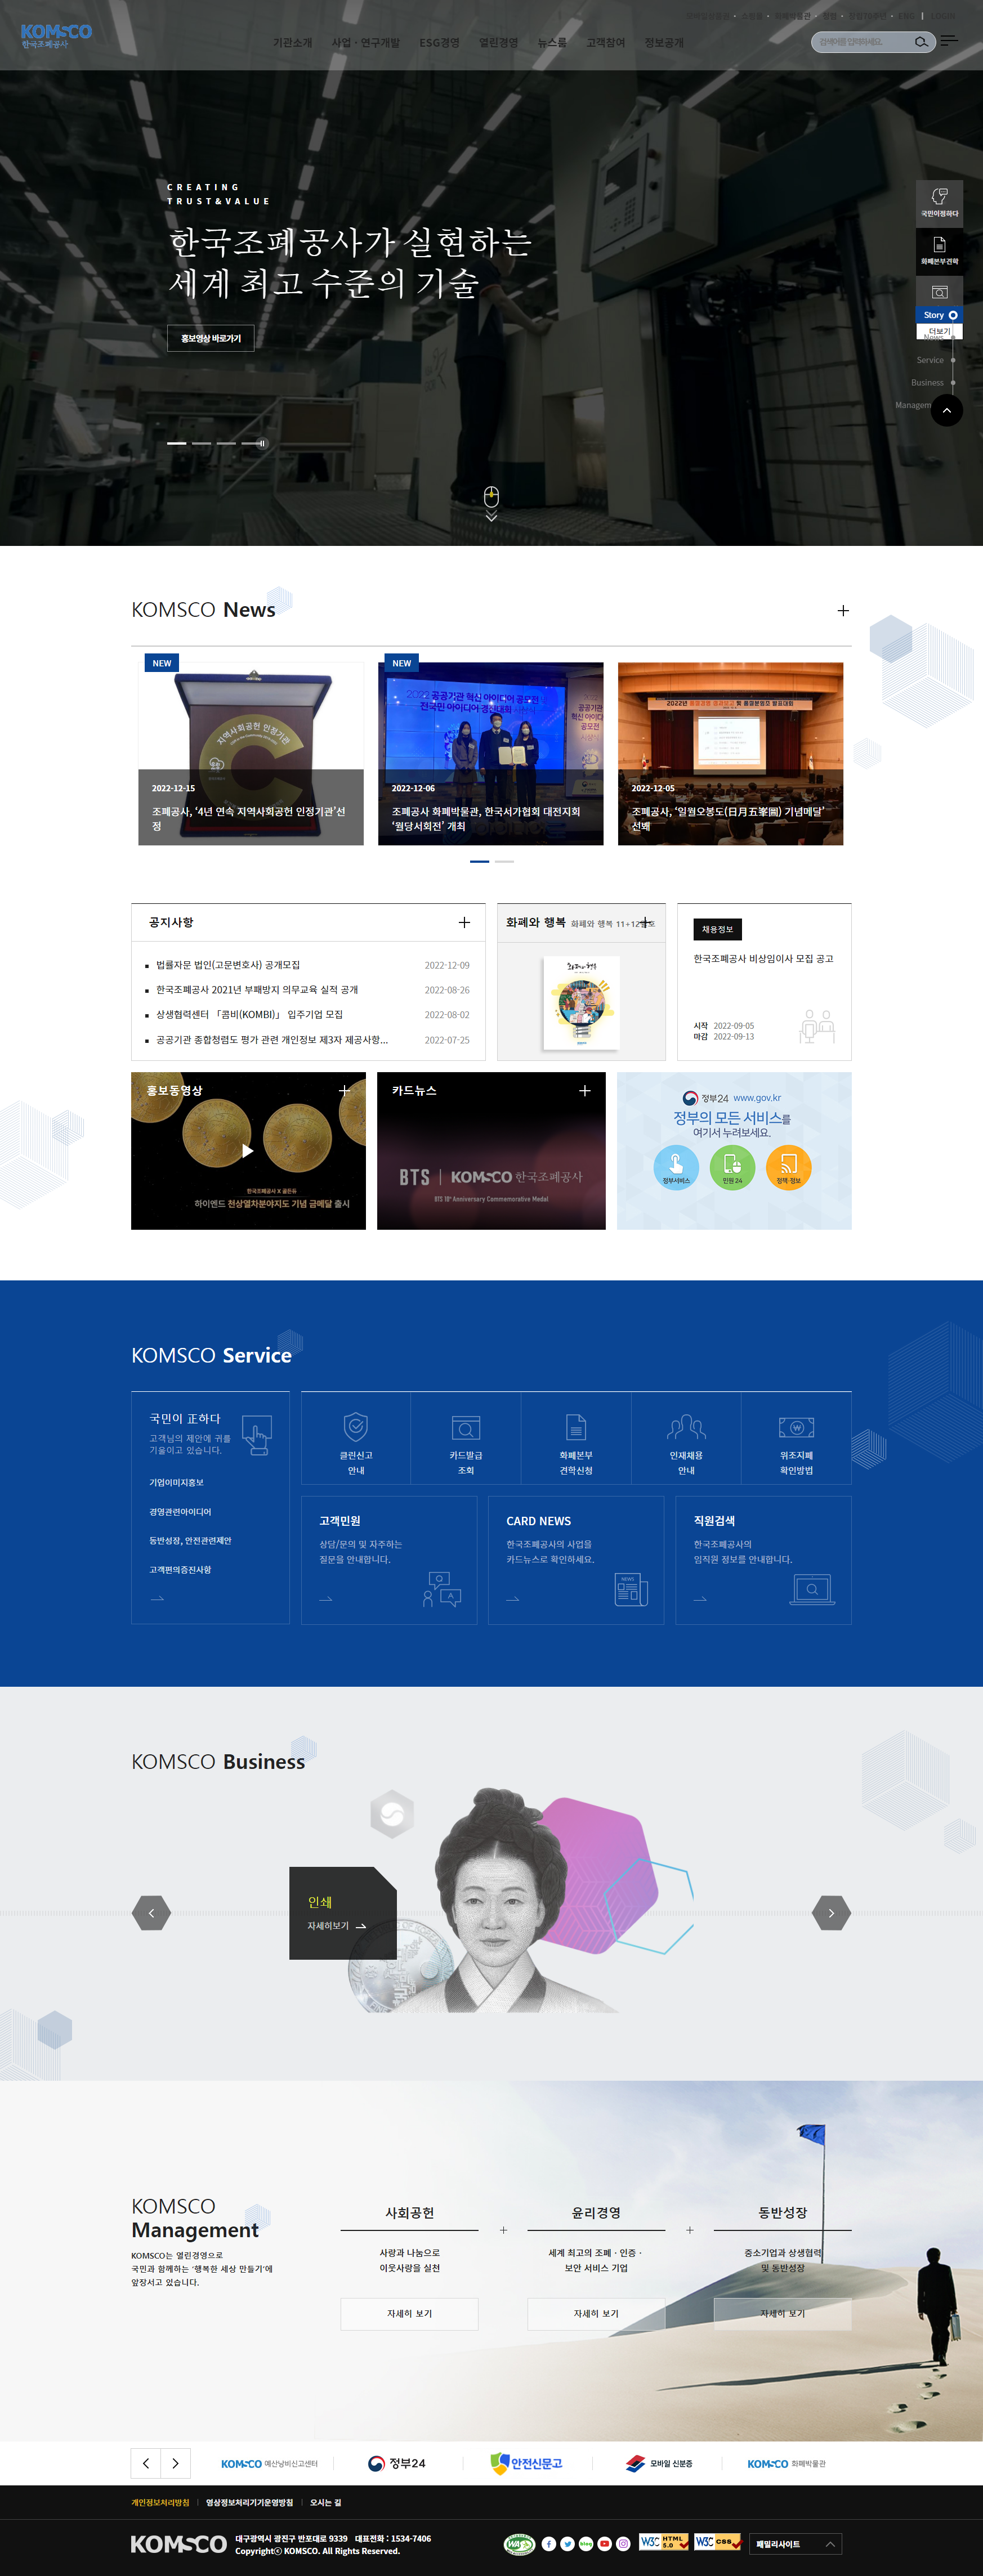 KOMSCO
한국조폐공사
기관소개 사업·연구개발 ESG경영 열린경영 뉴스룸 고객참여 정보공개
검색어를 입력하세요.
CREATING
TRUST&VALUE
한국조폐공사가 실현하는
세계 최고 수준의 기술
홍보영상 바로가기
국민이정하다
화폐본부견학
Story
더보기
News
Service
Business
Managem
KOMSCO News
NEW
2022-12-15
조폐공사, ‘4년 연속 지역사회공헌 인정기관’선
정
NEW
2022-12-06
조폐공사 화폐박물관, 한국서가협회 대전지회
‘월당서회전’ 개최
2022-12-05
조폐공사, ‘일월오봉도(日月五峯圖) 기념메달’
선봬
공지사항
법률자문 법인(고문변호사) 공개모집 2022-12-09
한국조폐공사 2021년 부패방지 의무교육 실적 공개 2022-08-26
상생협력센터 「콤비(KOMBI)」 입주기업 모집 2022-08-02
공공기관 종합청렴도 평가 관련 개인정보 제3자 제공사항... 2022-07-25
화폐와 행복 화폐와 행복 11+12월호
채용정보
한국조폐공사 비상임이사 모집 공고
시작 2022-09-05
마감 2022-09-13
홍보동영상
한국조폐공사 X 골든듀
하이엔드 천상열차분야지도 기념 금메달 출시
카드뉴스
BTS KOMSCO 한국조폐공사
BTS 10th Anniversary Commemorative Medal
정부24 www.gov.kr
정부의 모든 서비스를
여기서 누려보세요.
정부서비스 민원24 정책·정보
KOMSCO Service
국민이 正하다
고객님의 제안에 귀를
기울이고 있습니다.
기업이미지홍보
경영관련아이디어
동반성장, 안전관련제안
고객편의증진사항
클린신고
안내
카드발급
조회
화폐본부
견학신청
인재채용
안내
위조지폐
확인방법
고객민원
상담/문의 및 자주하는
질문을 안내합니다.
CARD NEWS
한국조폐공사의 사업을
카드뉴스로 확인하세요.
직원검색
한국조폐공사의
임직원 정보를 안내합니다.
KOMSCO Business
인쇄
자세히보기
KOMSCO
Management
KOMSCO는 열린경영으로
국민과 함께하는 ‘행복한 세상 만들기’에
앞장서고 있습니다.
사회공헌
사랑과 나눔으로
이웃사랑을 실천
자세히 보기
윤리경영
세계 최고의 조폐·인증·
보안 서비스 기업
자세히 보기
동반성장
중소기업과 상생협력
및 동반성장
자세히 보기
KOMSCO 예산낭비신고센터
정부24
안전신문고
모바일 신분증
KOMSCO 화폐박물관
개인정보처리방침 영상정보처리기기운영방침 오시는 길
KOMSCO
대구광역시 광진구 반포대로 9339 대표전화 : 1534-7406
Copyrightⓒ KOMSCO. All Rights Reserved.
WA
blog
W3C HTML 5.0
W3C CSS
패밀리사이트